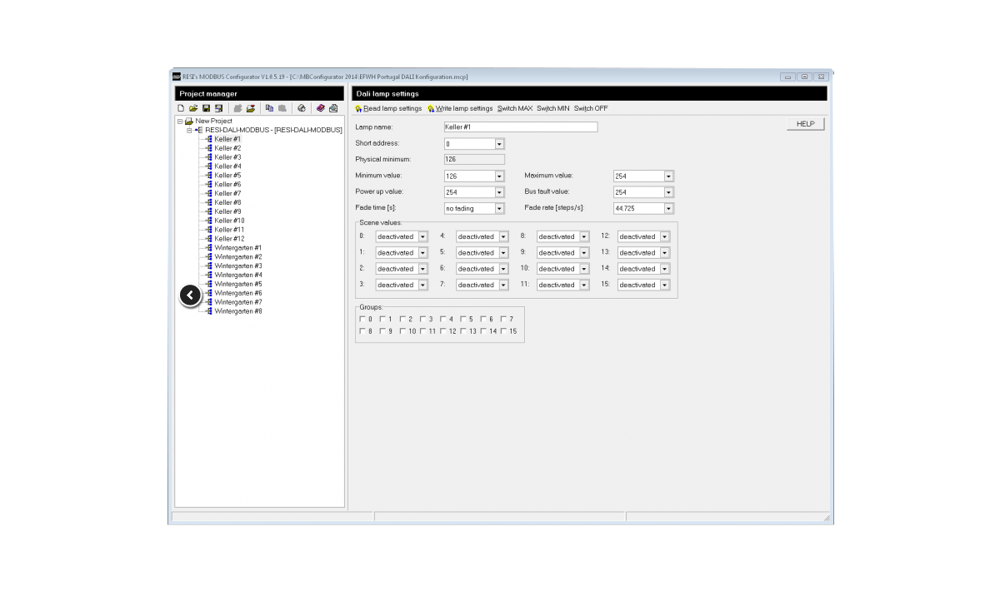 RESI's MODBUS Configurator V1.0.5.19 - [C:\MBConfigurator 2014\EFWH Portugal DALI Konfiguration.mcp]
Project manager
New Project
RESI-DALI-MODBUS - [RESI-DALI-MODBUS]
Keller #1
Keller #2
Keller #3
Keller #4
Keller #5
Keller #6
Keller #7
Keller #8
Keller #9
Keller #10
Keller #11
Keller #12
Wintergarten #1
Wintergarten #2
Wintergarten #3
Wintergarten #4
Wintergarten #5
Wintergarten #6
Wintergarten #7
Wintergarten #8
Dali lamp settings
Read lamp settings Write lamp settings Switch MAX Switch MIN Switch OFF
HELP
Lamp name: Keller #1
Short address: 0
Physical minimum: 126
Minimum value: 126 Maximum value: 254
Power up value: 254 Bus fault value: 254
Fade time [s]: no fading Fade rate [steps/s]: 44.725
Scene values:
0: deactivated 4: deactivated 8: deactivated 12: deactivated
1: deactivated 5: deactivated 9: deactivated 13: deactivated
2: deactivated 6: deactivated 10: deactivated 14: deactivated
3: deactivated 7: deactivated 11: deactivated 15: deactivated
Groups:
0 1 2 3 4 5 6 7
8 9 10 11 12 13 14 15